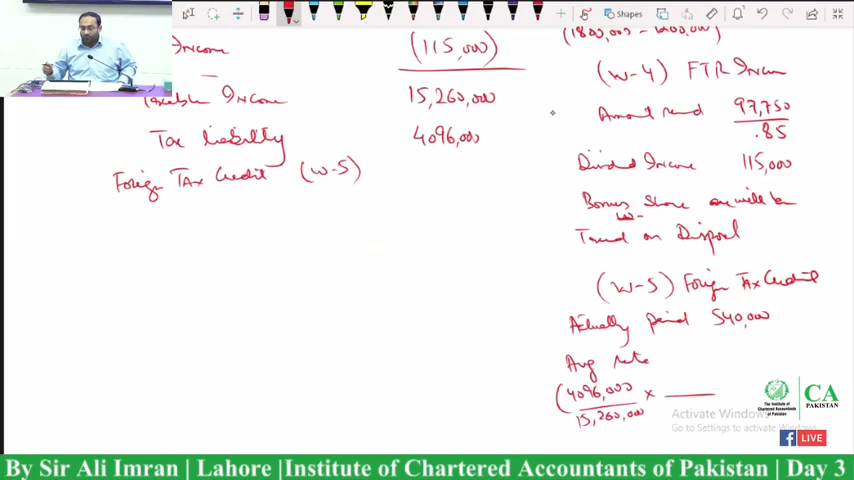 Shapes
Income
(115,000)
Taxable Income 15,260,000
Tax liability 4096,000
Foreign Tax Credit (W-5)
(1800,000 -
(W-4) FTR Incom
Amount 97,750
.85
Dividend Income 115,000
Bonus Share will be
Taxed on Disposal
(W-5) Foreign Tax Credit
Actually paid 540,000
Avg rate
(4096,000 ×
15,260,000
The Institute of Chartered Accountants of Pakistan
CA
PAKISTAN
Activate Windows
Go to Settings to activate Windows.
LIVE
By Sir Ali Imran | Lahore |Institute of Chartered Accountants of Pakistan | Day 3